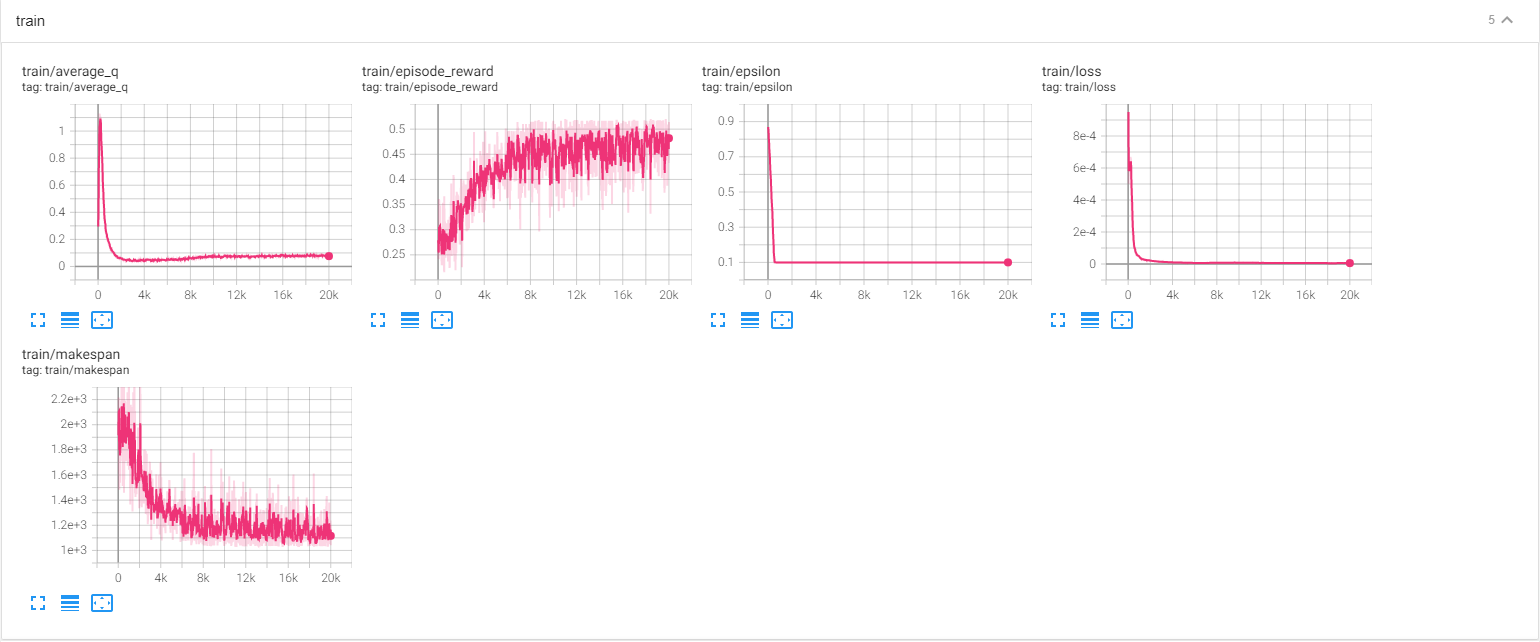 train 5
train/average_q
tag: train/average_q
1
0.8
0.6
0.4
0.2
0
0 4k 8k 12k 16k 20k
train/episode_reward
tag: train/episode_reward
0.5
0.45
0.4
0.35
0.3
0.25
0 4k 8k 12k 16k 20k
train/epsilon
tag: train/epsilon
0.9
0.7
0.5
0.3
0.1
0 4k 8k 12k 16k 20k
train/loss
tag: train/loss
8e-4
6e-4
4e-4
2e-4
0
0 4k 8k 12k 16k 20k
train/makespan
tag: train/makespan
2.2e+3
2e+3
1.8e+3
1.6e+3
1.4e+3
1.2e+3
1e+3
0 4k 8k 12k 16k 20k